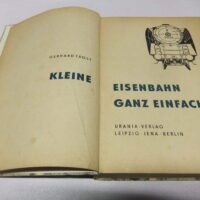 GERHARD TROST
KLEINE
EISENBAHN
GANZ EINFACH
URANIA-VERLAG
LEIPZIG · JENA · BERLIN